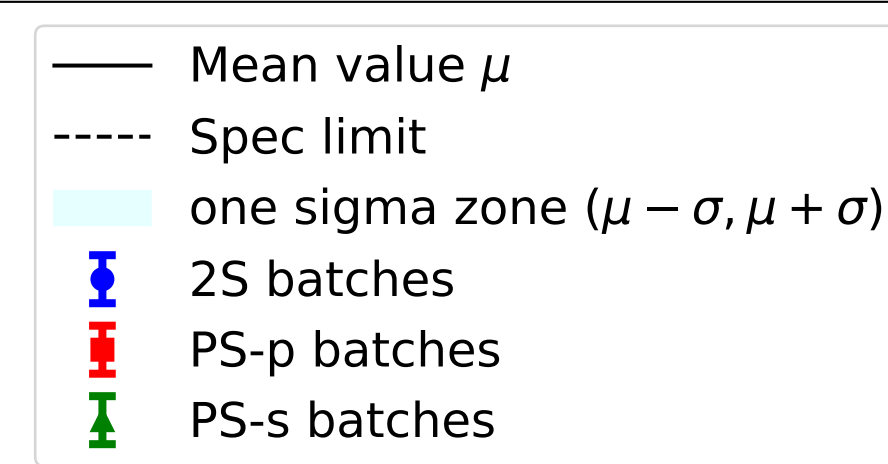 Mean value μ
Spec limit
one sigma zone (μ − σ, μ + σ)
2S batches
PS-p batches
PS-s batches